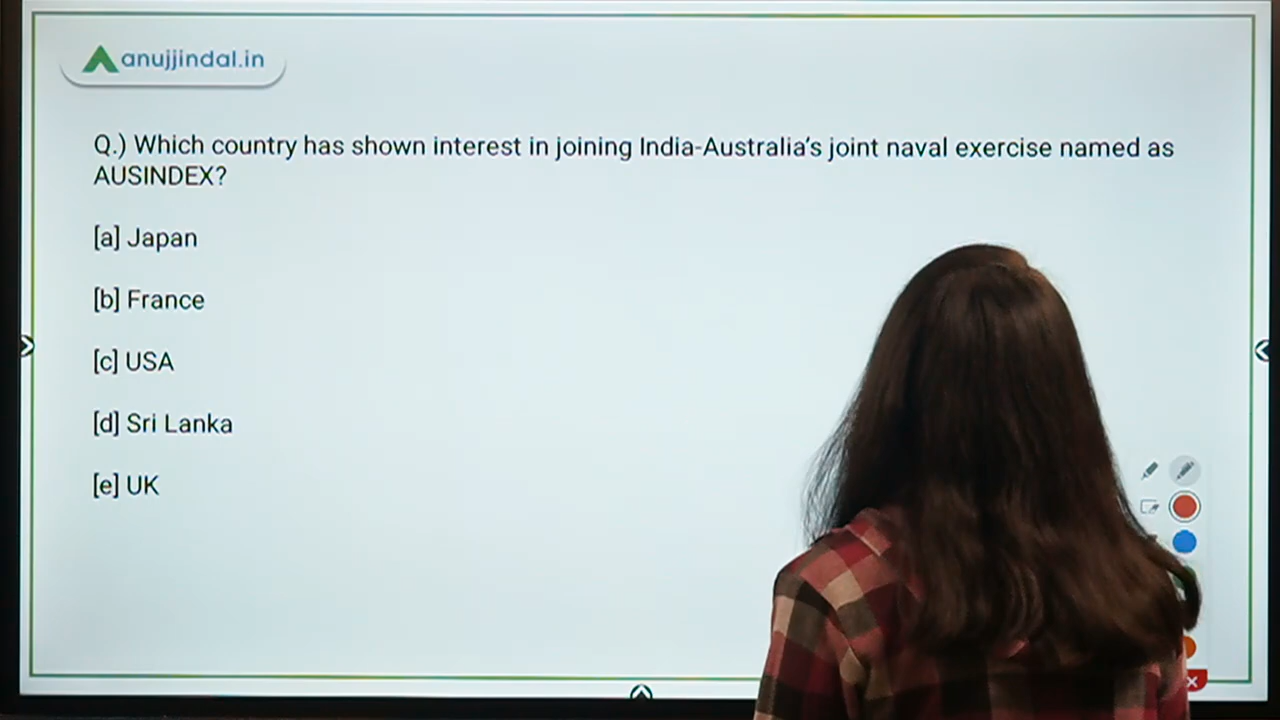 anujjindal.in
Q.) Which country has shown interest in joining India-Australia's joint naval exercise named as
AUSINDEX?
[a] Japan
[b] France
[c] USA
[d] Sri Lanka
[e] UK